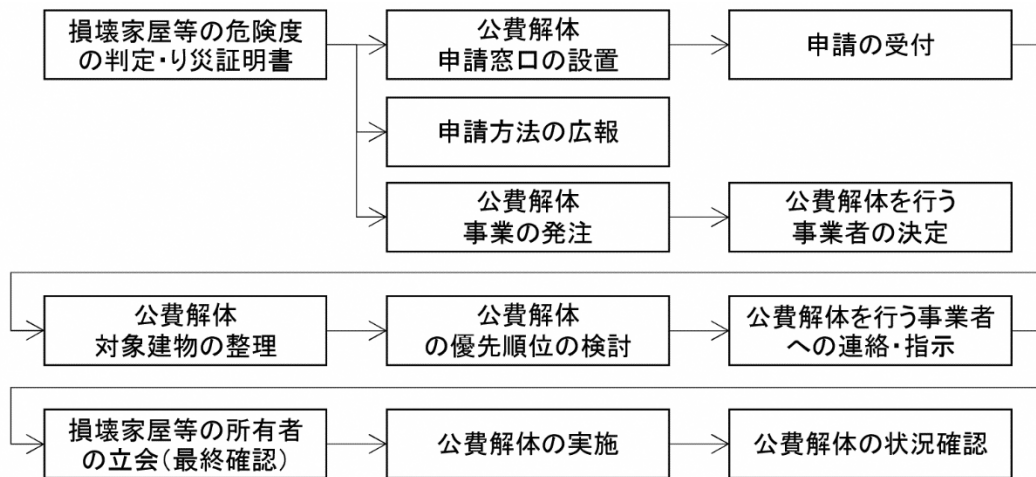 損壊家屋等の危険度
の判定・り災証明書
公費解体
申請窓口の設置
申請の受付
申請方法の広報
公費解体
事業の発注
公費解体を行う
事業者の決定
公費解体
対象建物の整理
公費解体
の優先順位の検討
公費解体を行う事業者
への連絡・指示
損壊家屋等の所有者
の立会（最終確認）
公費解体の実施
公費解体の状況確認